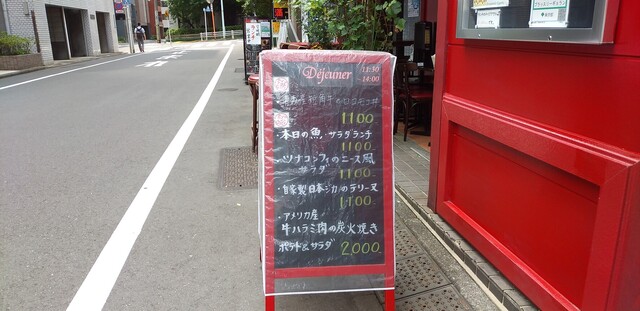 Déjeuner
11:30
14:00
1100
・本日の魚・サラダランチ
1100
・ツナコンフィのニース風
サラダ 1100
・自家製日本ジカのテリーヌ
1100
・アメリカ産
牛ハラミ肉の炭火焼き
ポテト&サラダ 2,000